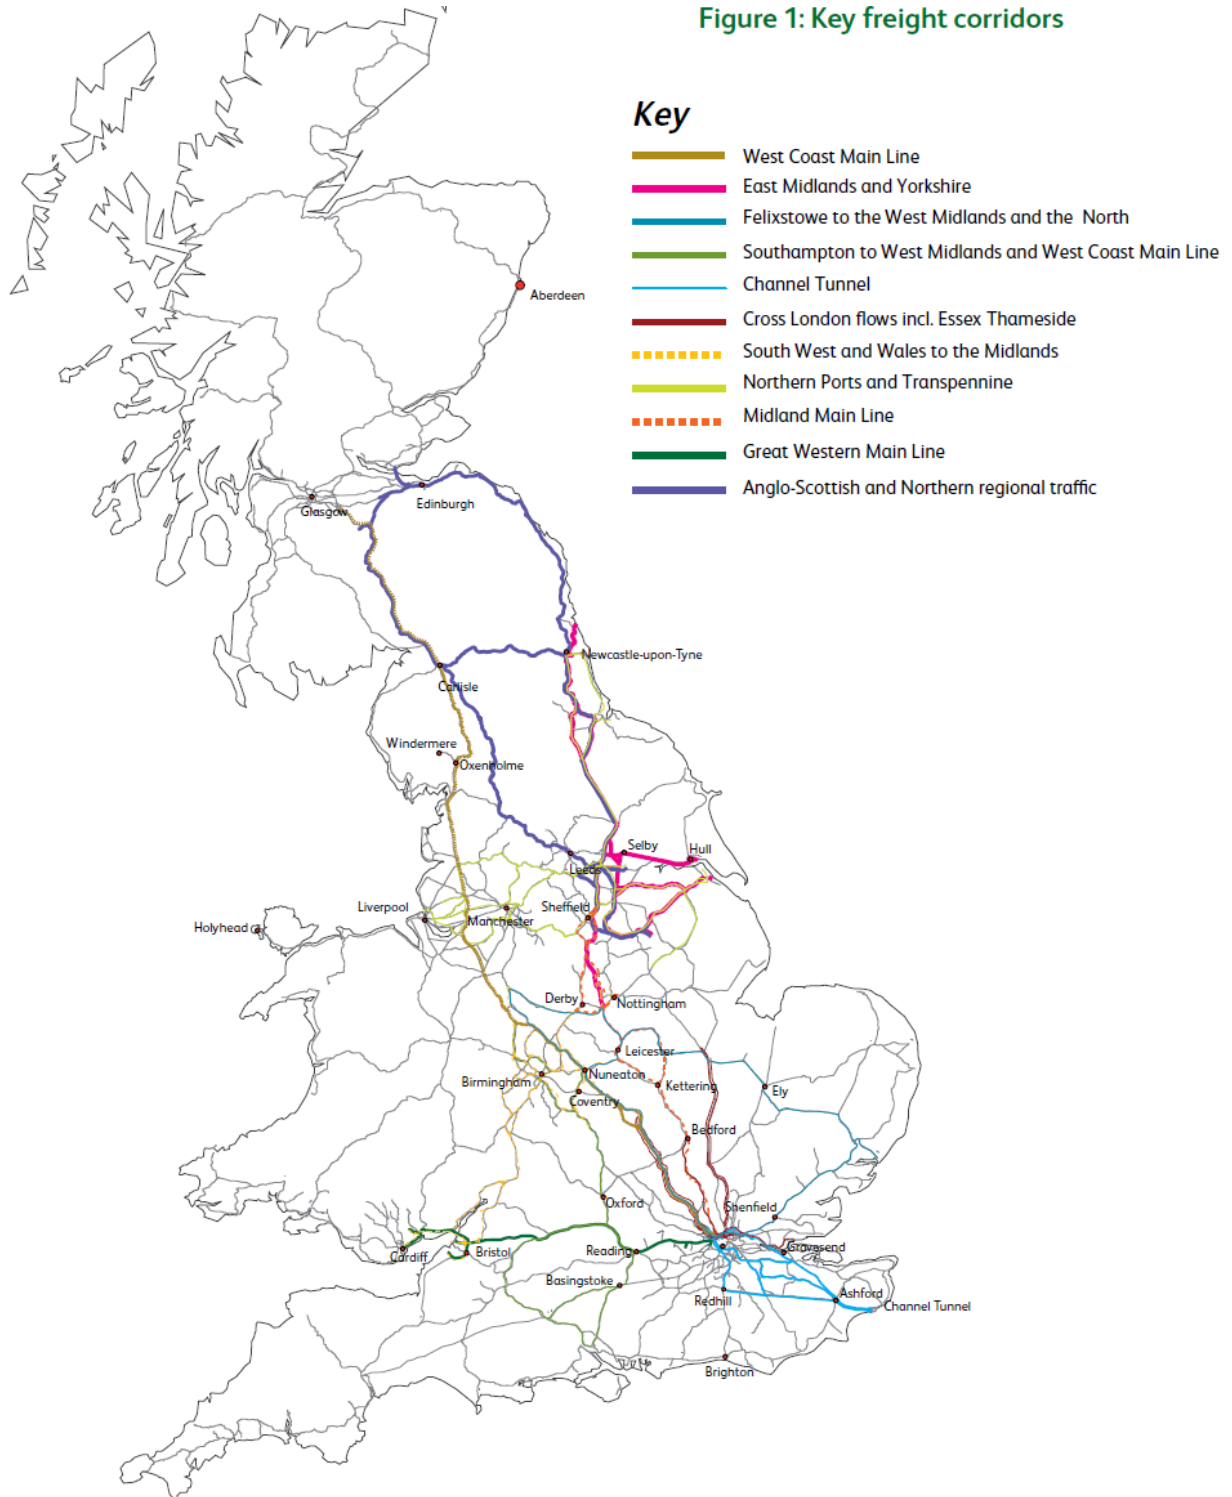 Figure 1: Key freight corridors
Key
West Coast Main Line
East Midlands and Yorkshire
Felixstowe to the West Midlands and the North
Southampton to West Midlands and West Coast Main Line
Channel Tunnel
Cross London flows incl. Essex Thameside
South West and Wales to the Midlands
Northern Ports and Transpennine
Midland Main Line
Great Western Main Line
Anglo-Scottish and Northern regional traffic
Aberdeen
Edinburgh
Glasgow
Newcastle-upon-Tyne
Carlisle
Windermere
Oxenholme
Selby
Hull
Leeds
Liverpool
Manchester
Sheffield
Holyhead
Derby
Nottingham
Leicester
Birmingham
Nuneaton
Kettering
Ely
Coventry
Bedford
Oxford
Shenfield
Cardiff
Bristol
Reading
Gravesend
Basingstoke
Redhill
Ashford
Channel Tunnel
Brighton